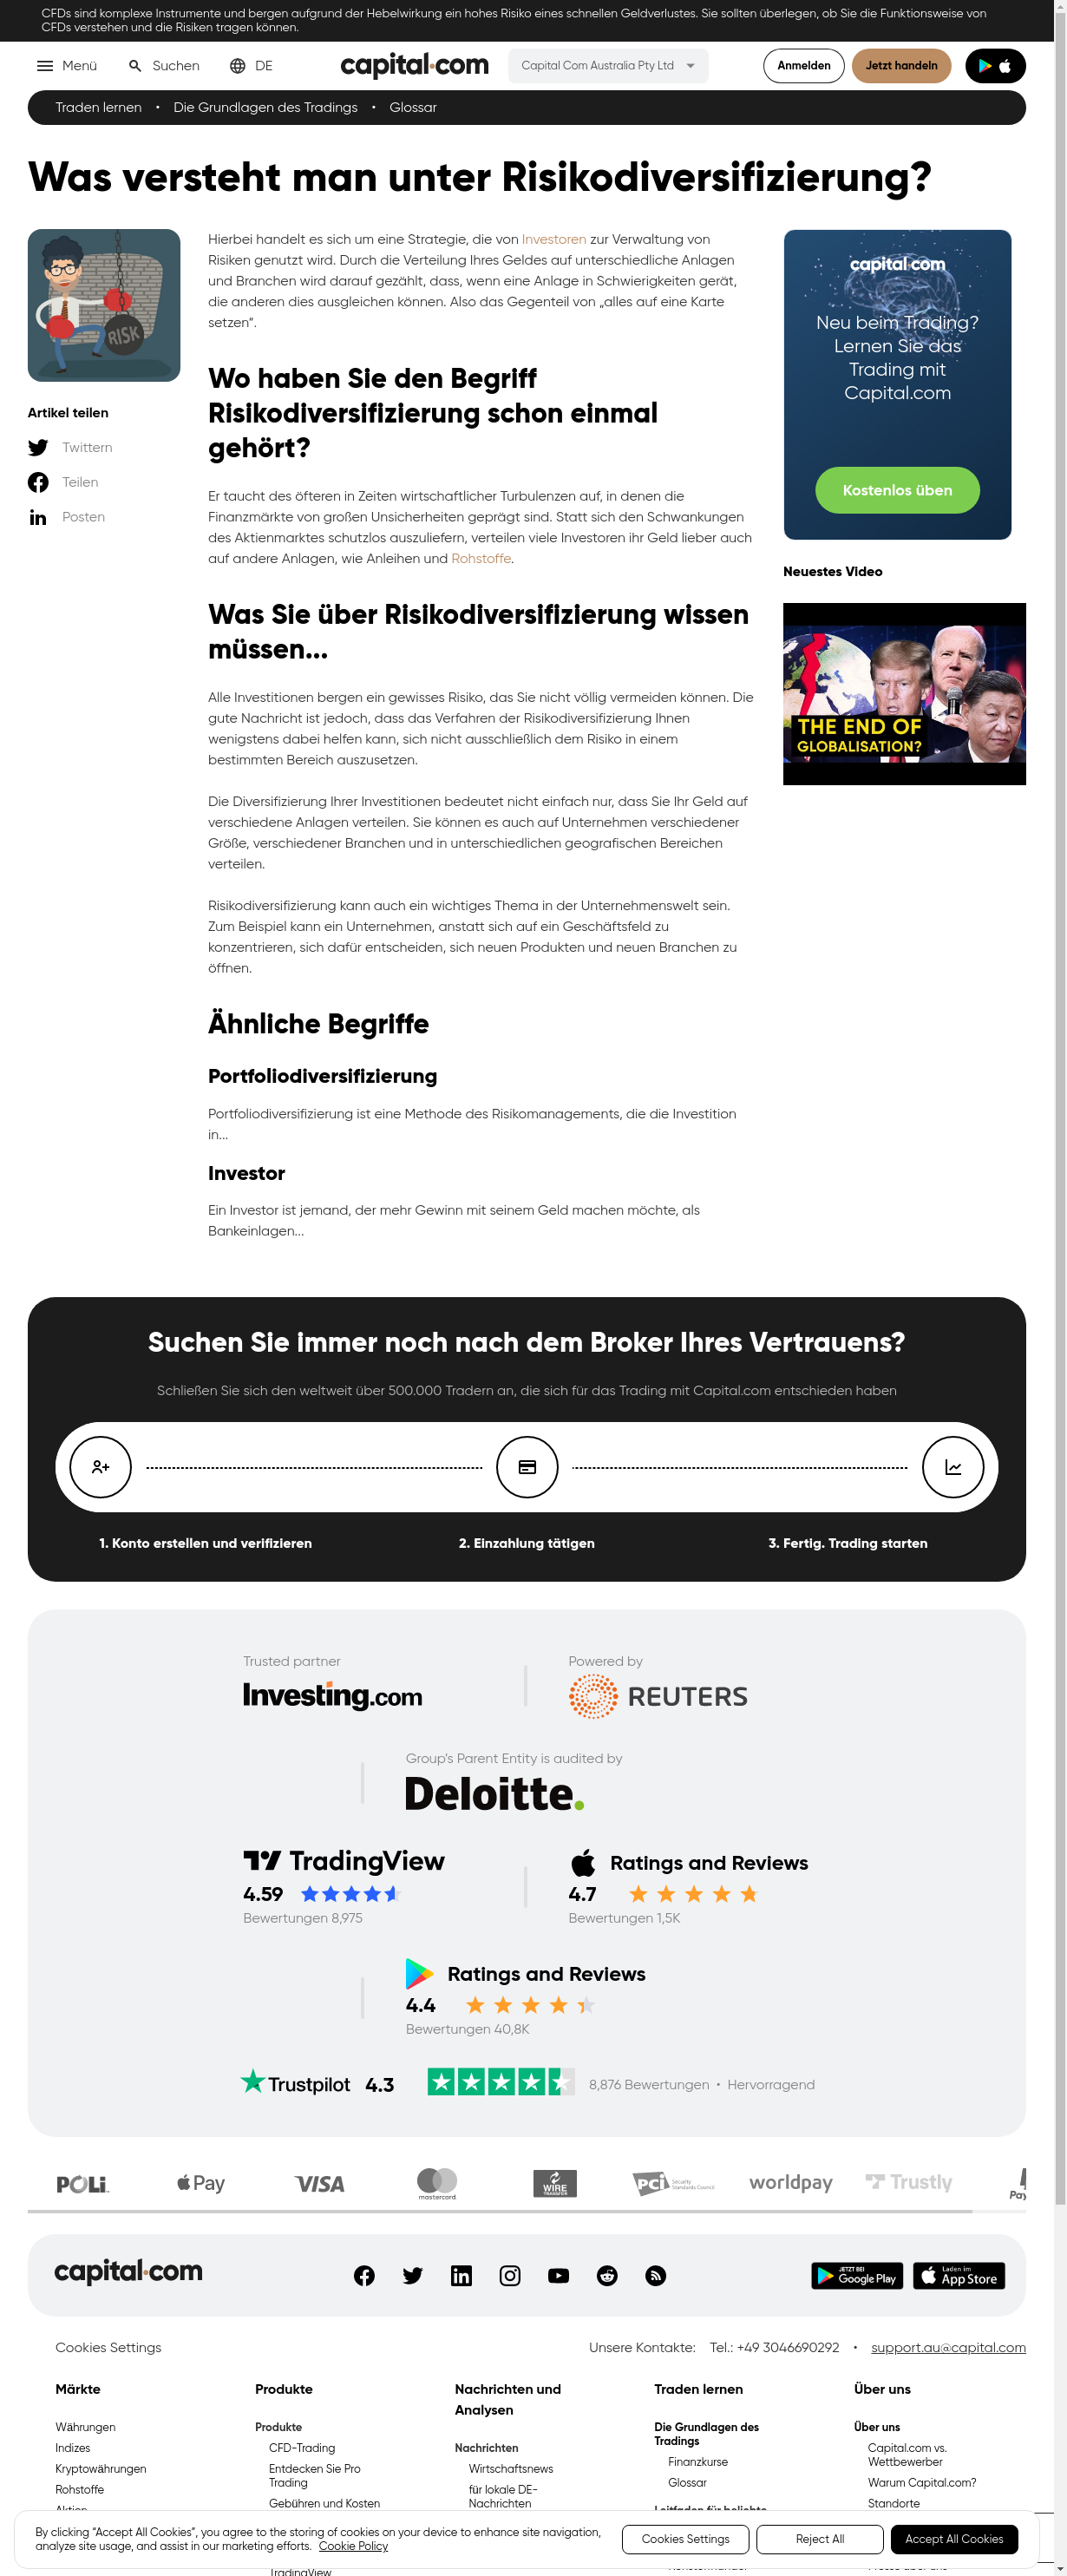 CFDs sind komplexe Instrumente und bergen aufgrund der Hebelwirkung ein hohes Risiko eines schnellen Geldverlustes. Sie sollten überlegen, ob Sie die Funktionsweise von
CFDs verstehen und die Risiken tragen können.
Menü
Suchen
DE
capital.com
Capital Com Australia Pty Ltd
Anmelden
Jetzt handeln
Traden lernen • Die Grundlagen des Tradings • Glossar
Was versteht man unter Risikodiversifizierung?
RISK
Artikel teilen
Twittern
Teilen
Posten
Hierbei handelt es sich um eine Strategie, die von Investoren zur Verwaltung von
Risiken genutzt wird. Durch die Verteilung Ihres Geldes auf unterschiedliche Anlagen
und Branchen wird darauf gezählt, dass, wenn eine Anlage in Schwierigkeiten gerät,
die anderen dies ausgleichen können. Also das Gegenteil von „alles auf eine Karte
setzen“.
Wo haben Sie den Begriff
Risikodiversifizierung schon einmal
gehört?
Er taucht des öfteren in Zeiten wirtschaftlicher Turbulenzen auf, in denen die
Finanzmärkte von großen Unsicherheiten geprägt sind. Statt sich den Schwankungen
des Aktienmarktes schutzlos auszuliefern, verteilen viele Investoren ihr Geld lieber auch
auf andere Anlagen, wie Anleihen und Rohstoffe.
Was Sie über Risikodiversifizierung wissen
müssen...
Alle Investitionen bergen ein gewisses Risiko, das Sie nicht völlig vermeiden können. Die
gute Nachricht ist jedoch, dass das Verfahren der Risikodiversifizierung Ihnen
wenigstens dabei helfen kann, sich nicht ausschließlich dem Risiko in einem
bestimmten Bereich auszusetzen.
Die Diversifizierung Ihrer Investitionen bedeutet nicht einfach nur, dass Sie Ihr Geld auf
verschiedene Anlagen verteilen. Sie können es auch auf Unternehmen verschiedener
Größe, verschiedener Branchen und in unterschiedlichen geografischen Bereichen
verteilen.
Risikodiversifizierung kann auch ein wichtiges Thema in der Unternehmenswelt sein.
Zum Beispiel kann ein Unternehmen, anstatt sich auf ein Geschäftsfeld zu
konzentrieren, sich dafür entscheiden, sich neuen Produkten und neuen Branchen zu
öffnen.
Ähnliche Begriffe
Portfoliodiversifizierung
Portfoliodiversifizierung ist eine Methode des Risikomanagements, die die Investition
in...
Investor
Ein Investor ist jemand, der mehr Gewinn mit seinem Geld machen möchte, als
Bankeinlagen...
capital.com
Neu beim Trading?
Lernen Sie das
Trading mit
Capital.com
Kostenlos üben
Neuestes Video
THE END OF
GLOBALISATION?
Suchen Sie immer noch nach dem Broker Ihres Vertrauens?
Schließen Sie sich den weltweit über 500.000 Tradern an, die sich für das Trading mit Capital.com entschieden haben
1. Konto erstellen und verifizieren
2. Einzahlung tätigen
3. Fertig. Trading starten
Trusted partner
Investing.com
Powered by
REUTERS
Group's Parent Entity is audited by
Deloitte.
TradingView
4.59
Bewertungen 8,975
Ratings and Reviews
4.7
Bewertungen 1,5K
Ratings and Reviews
4.4
Bewertungen 40,8K
Trustpilot 4.3
8,876 Bewertungen • Hervorragend
POLi
Pay
VISA
mastercard
WIRE
TRANSFER
PCI Security
Standards Council
worldpay
Trustly
Pay
capital.com
JETZT BEI
Google Play
Laden im
App Store
Cookies Settings
Unsere Kontakte: Tel.: +49 3046690292 • support.au@capital.com
Märkte
Währungen
Indizes
Kryptowährungen
Rohstoffe
Aktien
Produkte
Produkte
CFD-Trading
Entdecken Sie Pro
Trading
Gebühren und Kosten
TradingView
Nachrichten und
Analysen
Nachrichten
Wirtschaftsnews
für lokale DE-
Nachrichten
Traden lernen
Die Grundlagen des
Tradings
Finanzkurse
Glossar
Leitfaden für beliebte
Über uns
Über uns
Capital.com vs.
Wettbewerber
Warum Capital.com?
Standorte
By clicking “Accept All Cookies”, you agree to the storing of cookies on your device to enhance site navigation,
analyze site usage, and assist in our marketing efforts. Cookie Policy
Cookies Settings
Reject All
Accept All Cookies